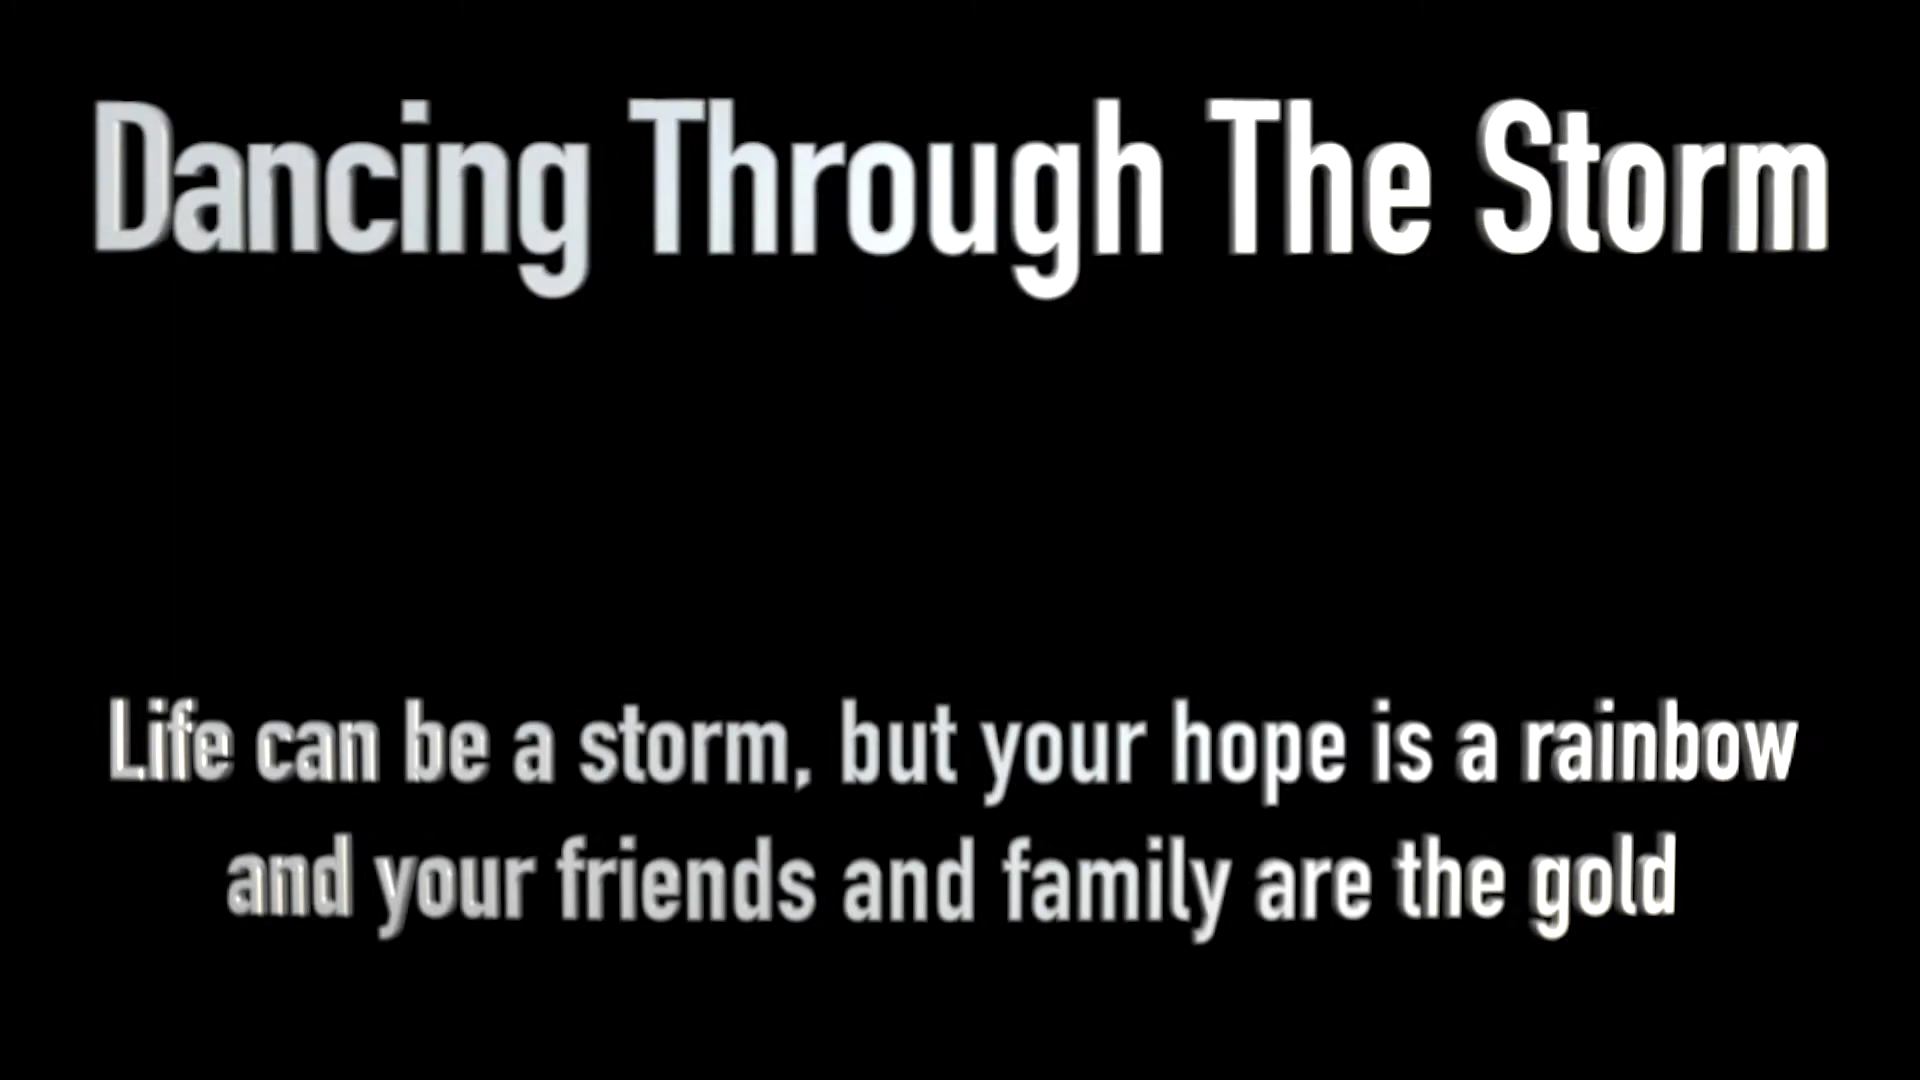 Dancing Through The Storm
Life can be a storm, but your hope is a rainbow
and your friends and family are the gold